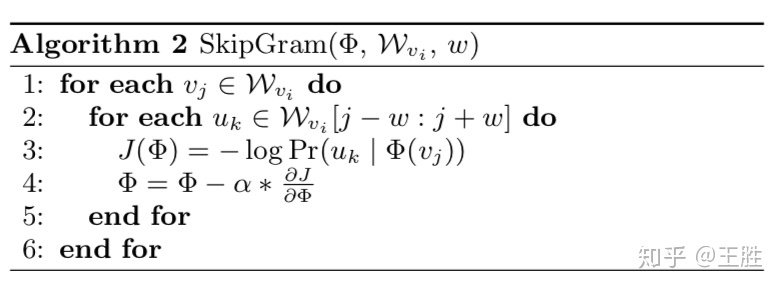 Algorithm 2 SkipGram(Φ, 𝒲_{v_i}, w)
1: for each v_j ∈ 𝒲_{v_i} do
2: for each u_k ∈ 𝒲_{v_i}[j − w : j + w] do
3: J(Φ) = − log Pr(u_k | Φ(v_j))
4: Φ = Φ − α ∗ ∂J/∂Φ
5: end for
6: end for
知乎 @王胜